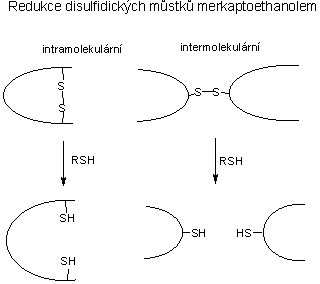 Redukce disulfidických můstků merkaptoethanolem
intramolekulární intermolekulární
S
S
S S
RSH RSH
SH
SH HS
SH